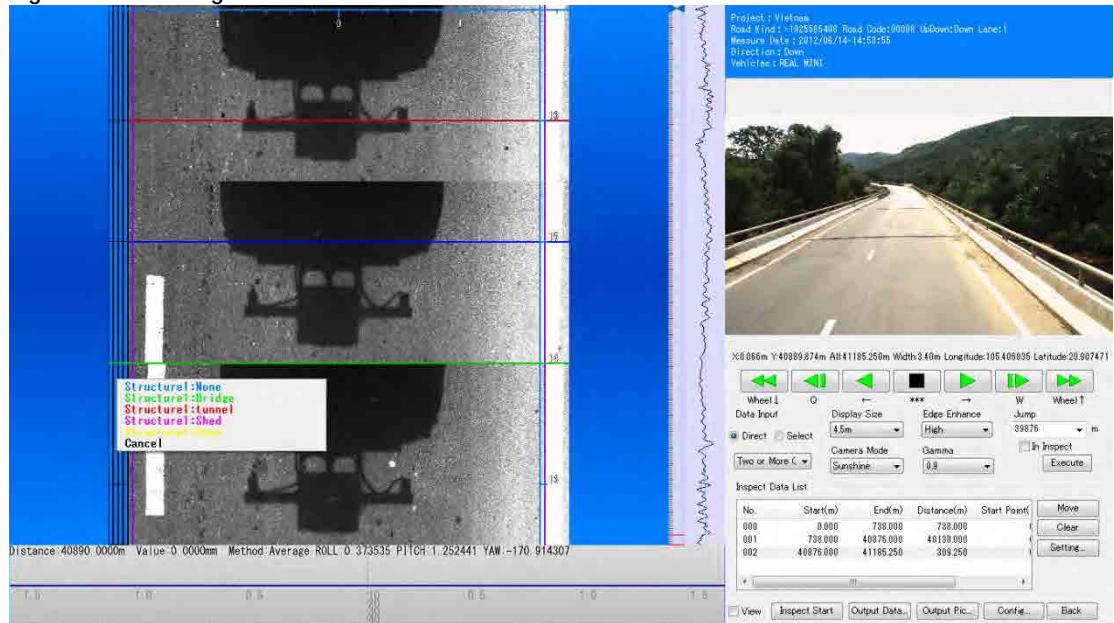 Project : Vietnam
Road Kind : -1925565408 Road Code:0000R UpDown:Down Lane:1
Measure Date : 2012/06/14-14:53:55
Direction : Down
Vehicles : REAL MINI
1
0
1
15
16
Structure1:None
Structure1:Bridge
Structure1:tunnel
Structure1:Shed
Cancel
Distance 40890.0000m Value 0.0000mm Method Average ROLL 0.373535 PITCH 1.252441 YAW -170.914307
1.5 1.0 0.5 0.5 1.0 1.5
X:0.066m Y:40889.874m All:41185.250m Width:3.40m Longitude:105.406835 Latitude:20.907471
Wheel↓ Q ← *** → W Wheel↑
Data Input Display Size Edge Enhance Jump
Direct Select 4.5m High 39876 m
In Inspect
Camera Mode Gamma
Two or More C Sunshine 0.8 Execute
Inspect Data List
No. Start(m) End(m) Distance(m) Start Point( Move
000 0.000 738.000 738.000 Clear
001 738.000 40876.000 40138.000
002 40876.000 41185.250 309.250 Setting...
View Inspect Start Output Data... Output Pic... Config... Back